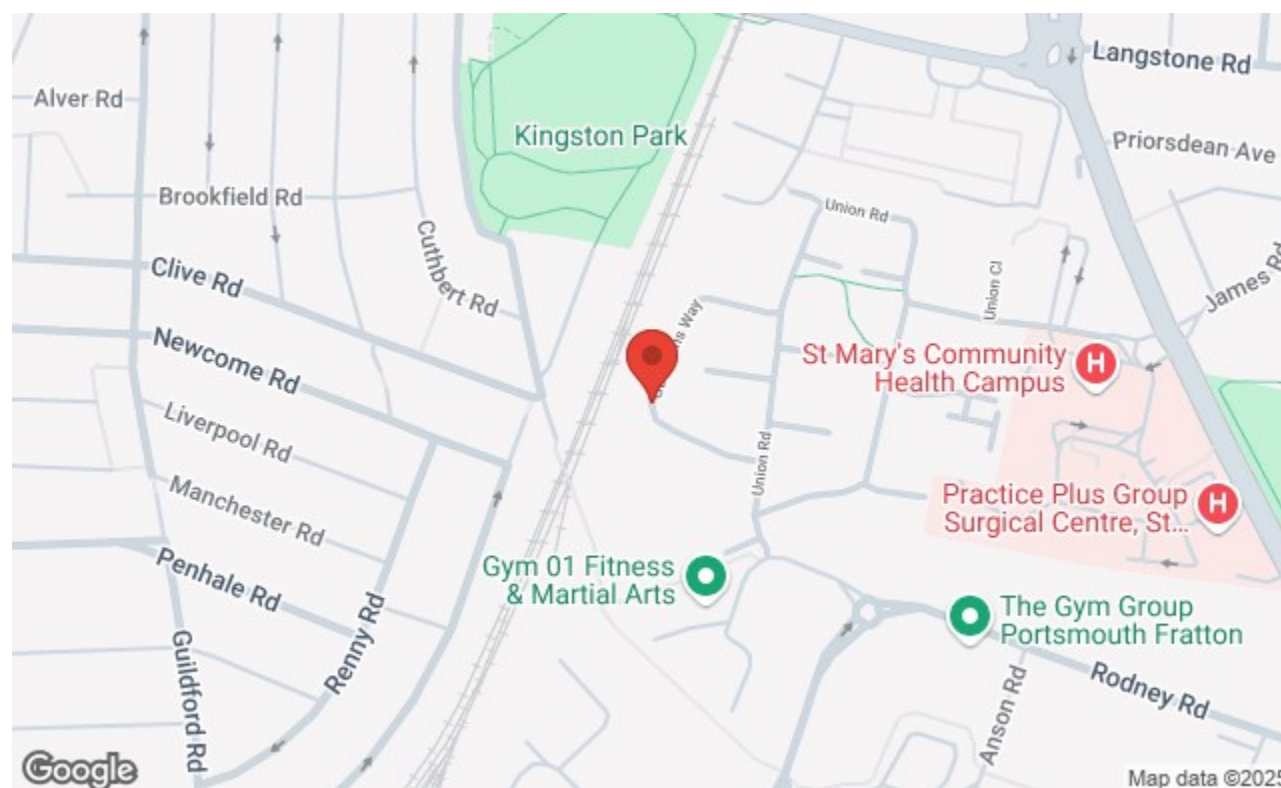 Langstone Rd
Alver Rd
Kingston Park
Priorsdean Ave
Brookfield Rd
Union Rd
Cuthbert Rd
Clive Rd
Union Cl
James Rd
Way
Newcome Rd
St Mary's Community
Health Campus
Liverpool Rd
Union Rd
Manchester Rd
Practice Plus Group
Surgical Centre, St...
Penhale Rd
Gym 01 Fitness
& Martial Arts
The Gym Group
Portsmouth Fratton
Renny Rd
Guildford Rd
Rodney Rd
Anson Rd
Google
Map data ©2025
H
H